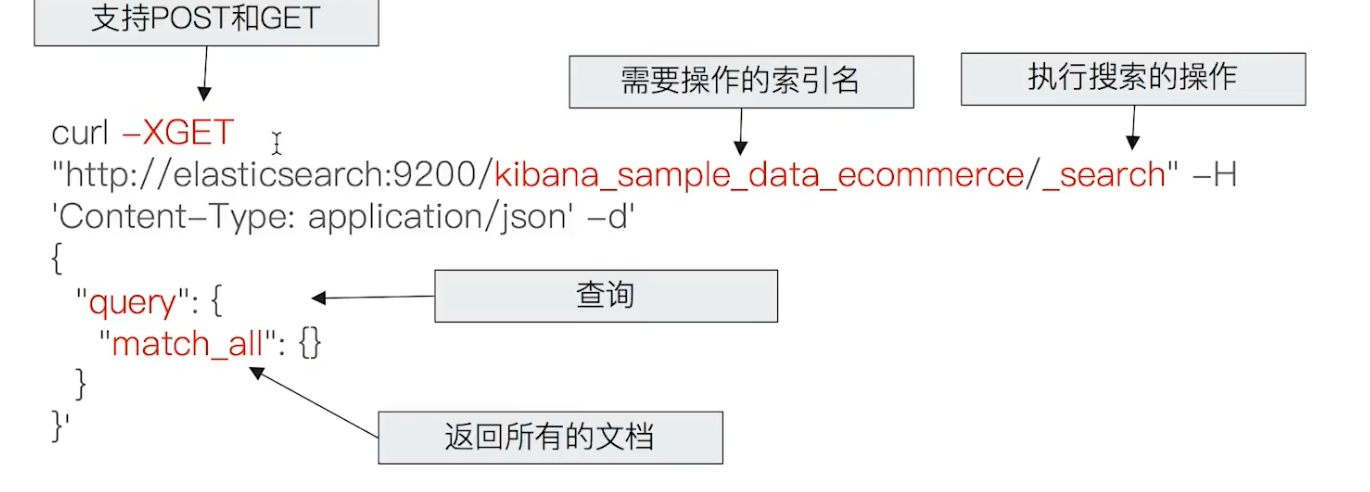 支持POST和GET
需要操作的索引名
执行搜索的操作
curl -XGET
"http://elasticsearch:9200/kibana_sample_data_ecommerce/_search" -H
'Content-Type: application/json' -d'
{
"query": {
查询
"match_all": {}
}
}'
返回所有的文档